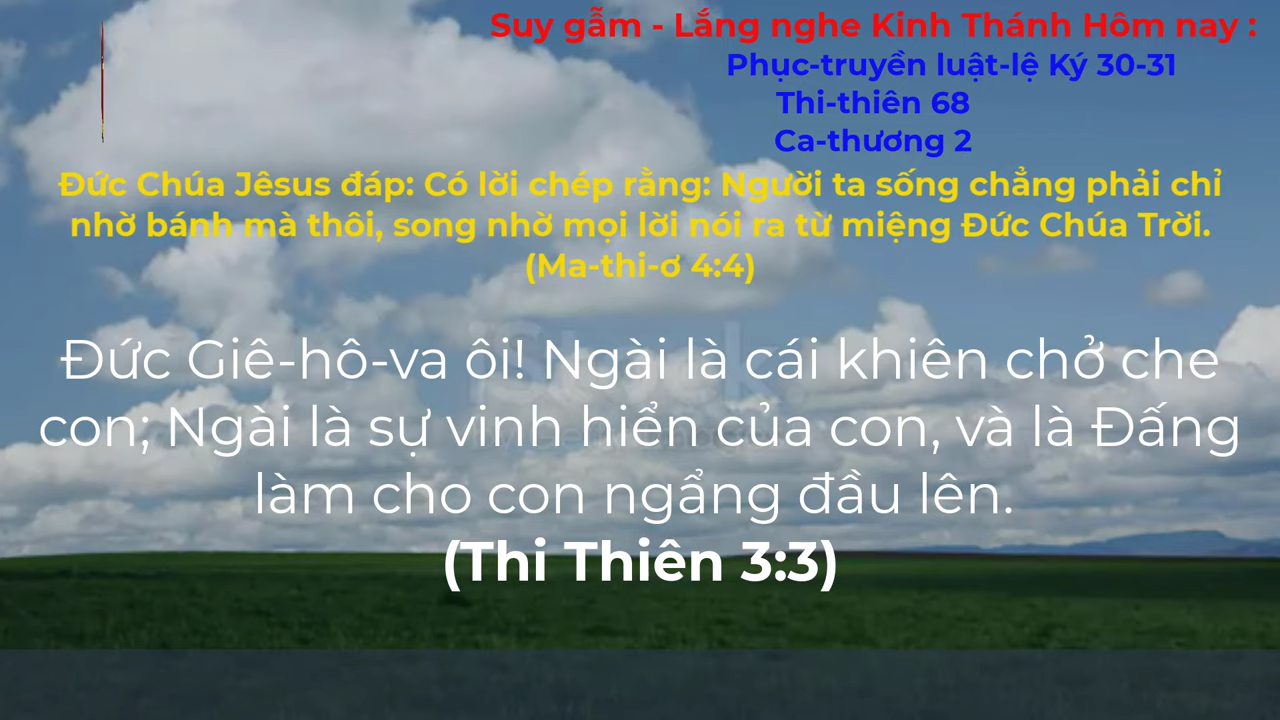 Suy gẫm - Lắng nghe Kinh Thánh Hôm nay :
Phục-truyền luật-lệ Ký 30-31
Thi-thiên 68
Ca-thương 2
Đức Chúa Jêsus đáp: Có lời chép rằng: Người ta sống chẳng phải chỉ
nhờ bánh mà thôi, song nhờ mọi lời nói ra từ miệng Đức Chúa Trời.
(Ma-thi-ơ 4:4)
Đức Giê-hô-va ôi! Ngài là cái khiên chở che
con; Ngài là sự vinh hiển của con, và là Đấng
làm cho con ngẩng đầu lên.
(Thi Thiên 3:3)